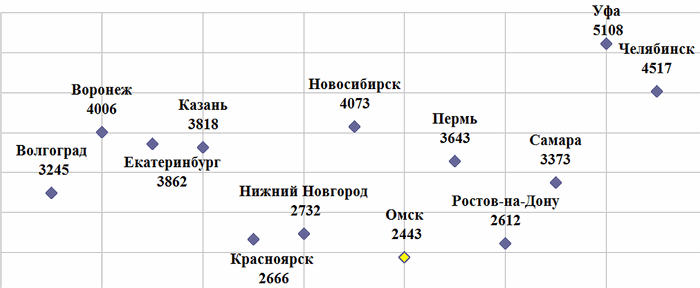 Уфа
5108
Челябинск
4517
Воронеж
4006
Казань
3818
Новосибирск
4073
Пермь
3643
Самара
3373
Волгоград
3245
Екатеринбург
3862
Нижний Новгород
2732
Омск
2443
Ростов-на-Дону
2612
Красноярск
2666